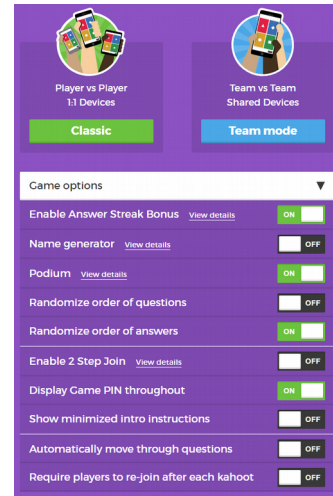 Player vs Player
1:1 Devices
Classic
Team vs Team
Shared Devices
Team mode
Game options
Enable Answer Streak Bonus View details ON
Name generator View details OFF
Podium View details ON
Randomize order of questions OFF
Randomize order of answers ON
Enable 2 Step Join View details OFF
Display Game PIN throughout ON
Show minimized intro instructions OFF
Automatically move through questions OFF
Require players to re-join after each kahoot OFF